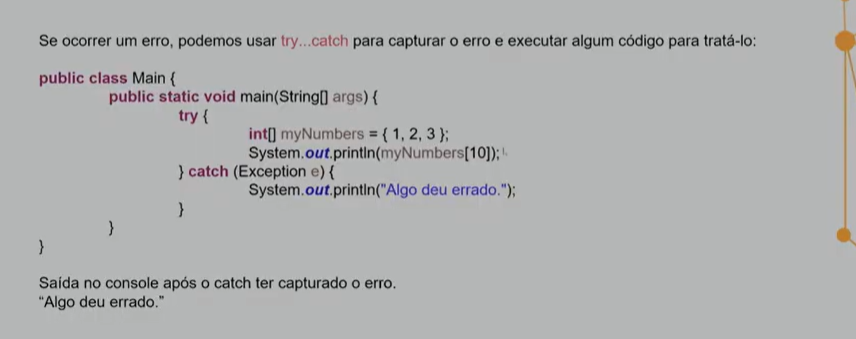 Se ocorrer um erro, podemos usar try...catch para capturar o erro e executar algum código para tratá-lo:
public class Main {
public static void main(String[] args) {
try {
int[] myNumbers = { 1, 2, 3 };
System.out.println(myNumbers[10]);
} catch (Exception e) {
System.out.println("Algo deu errado.");
}
}
}
Saída no console após o catch ter capturado o erro.
“Algo deu errado.”